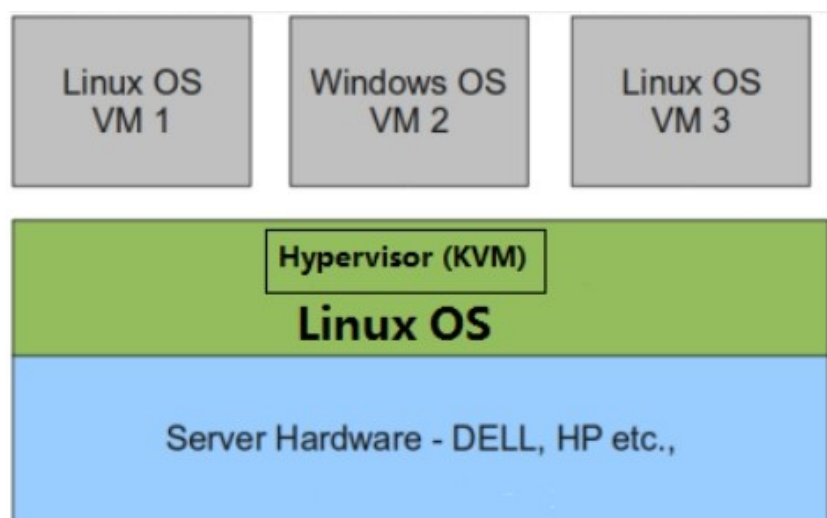 Linux OS
VM 1
Windows OS
VM 2
Linux OS
VM 3
Hypervisor (KVM)
Linux OS
Server Hardware - DELL, HP etc.,